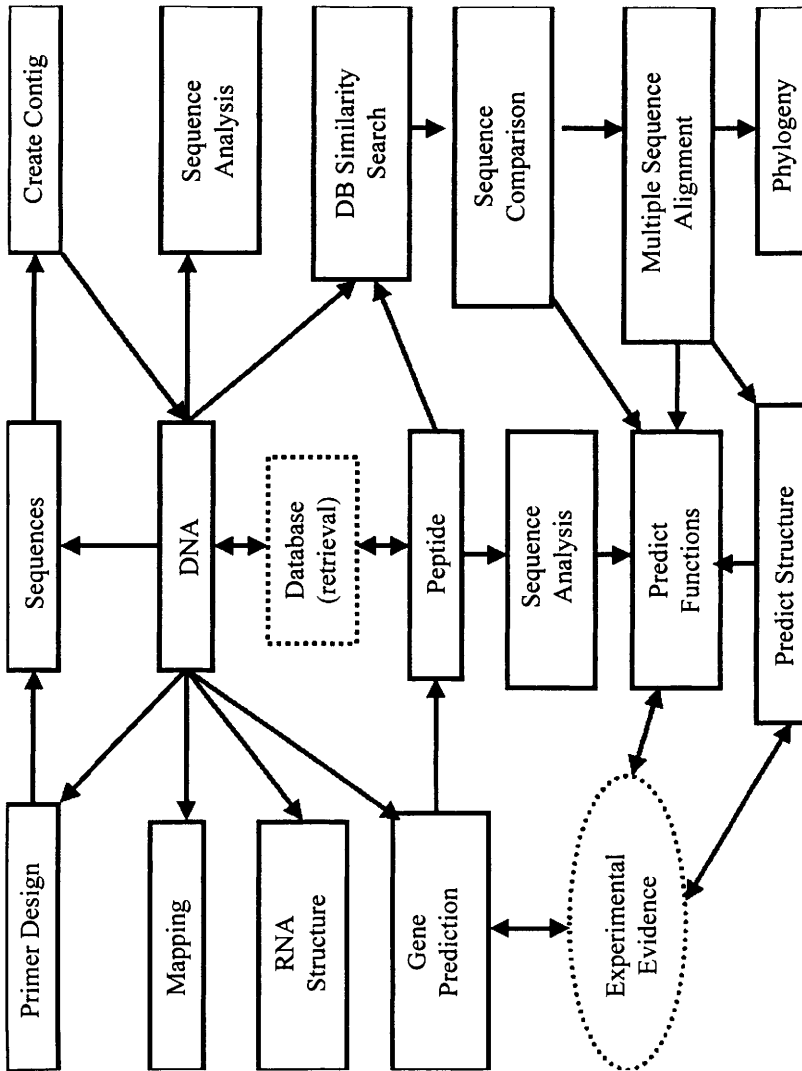 Primer Design
Sequences
Create Contig
Mapping
DNA
Sequence
Analysis
RNA
Structure
Database
(retrieval)
DB Similarity
Search
Gene
Prediction
Peptide
Sequence
Comparison
Sequence
Analysis
Experimental
Evidence
Predict
Functions
Multiple Sequence
Alignment
Predict Structure
Phylogeny